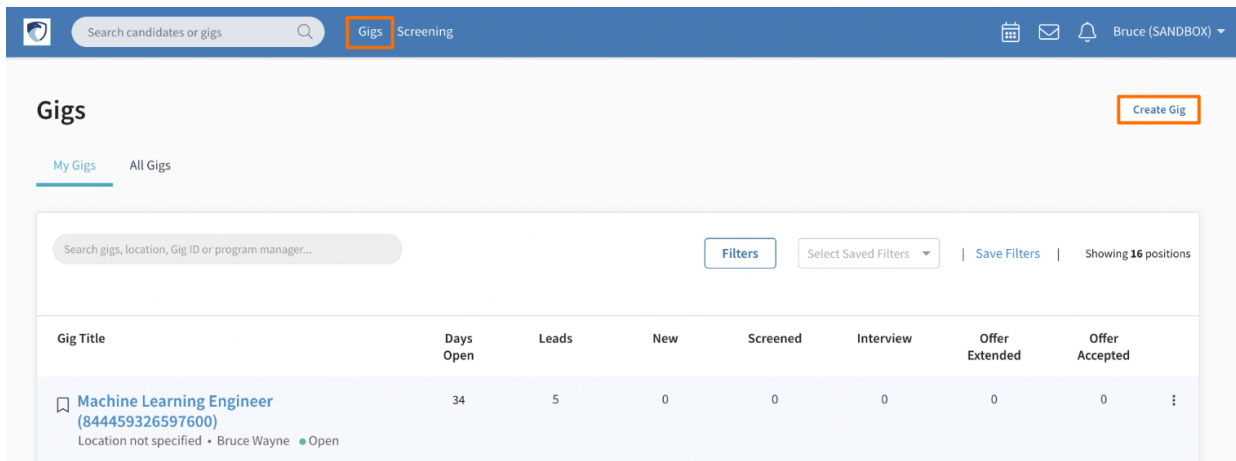 Search candidates or gigs
Gigs Screening
Bruce (SANDBOX)
Gigs
Create Gig
My Gigs All Gigs
Search gigs, location, Gig ID or program manager...
Filters
Select Saved Filters
| Save Filters |
Showing 16 positions
Gig Title
Days
Open
Leads
New
Screened
Interview
Offer
Extended
Offer
Accepted
Machine Learning Engineer
(844459326597600)
Location not specified • Bruce Wayne ● Open
34 5 0 0 0 0 0